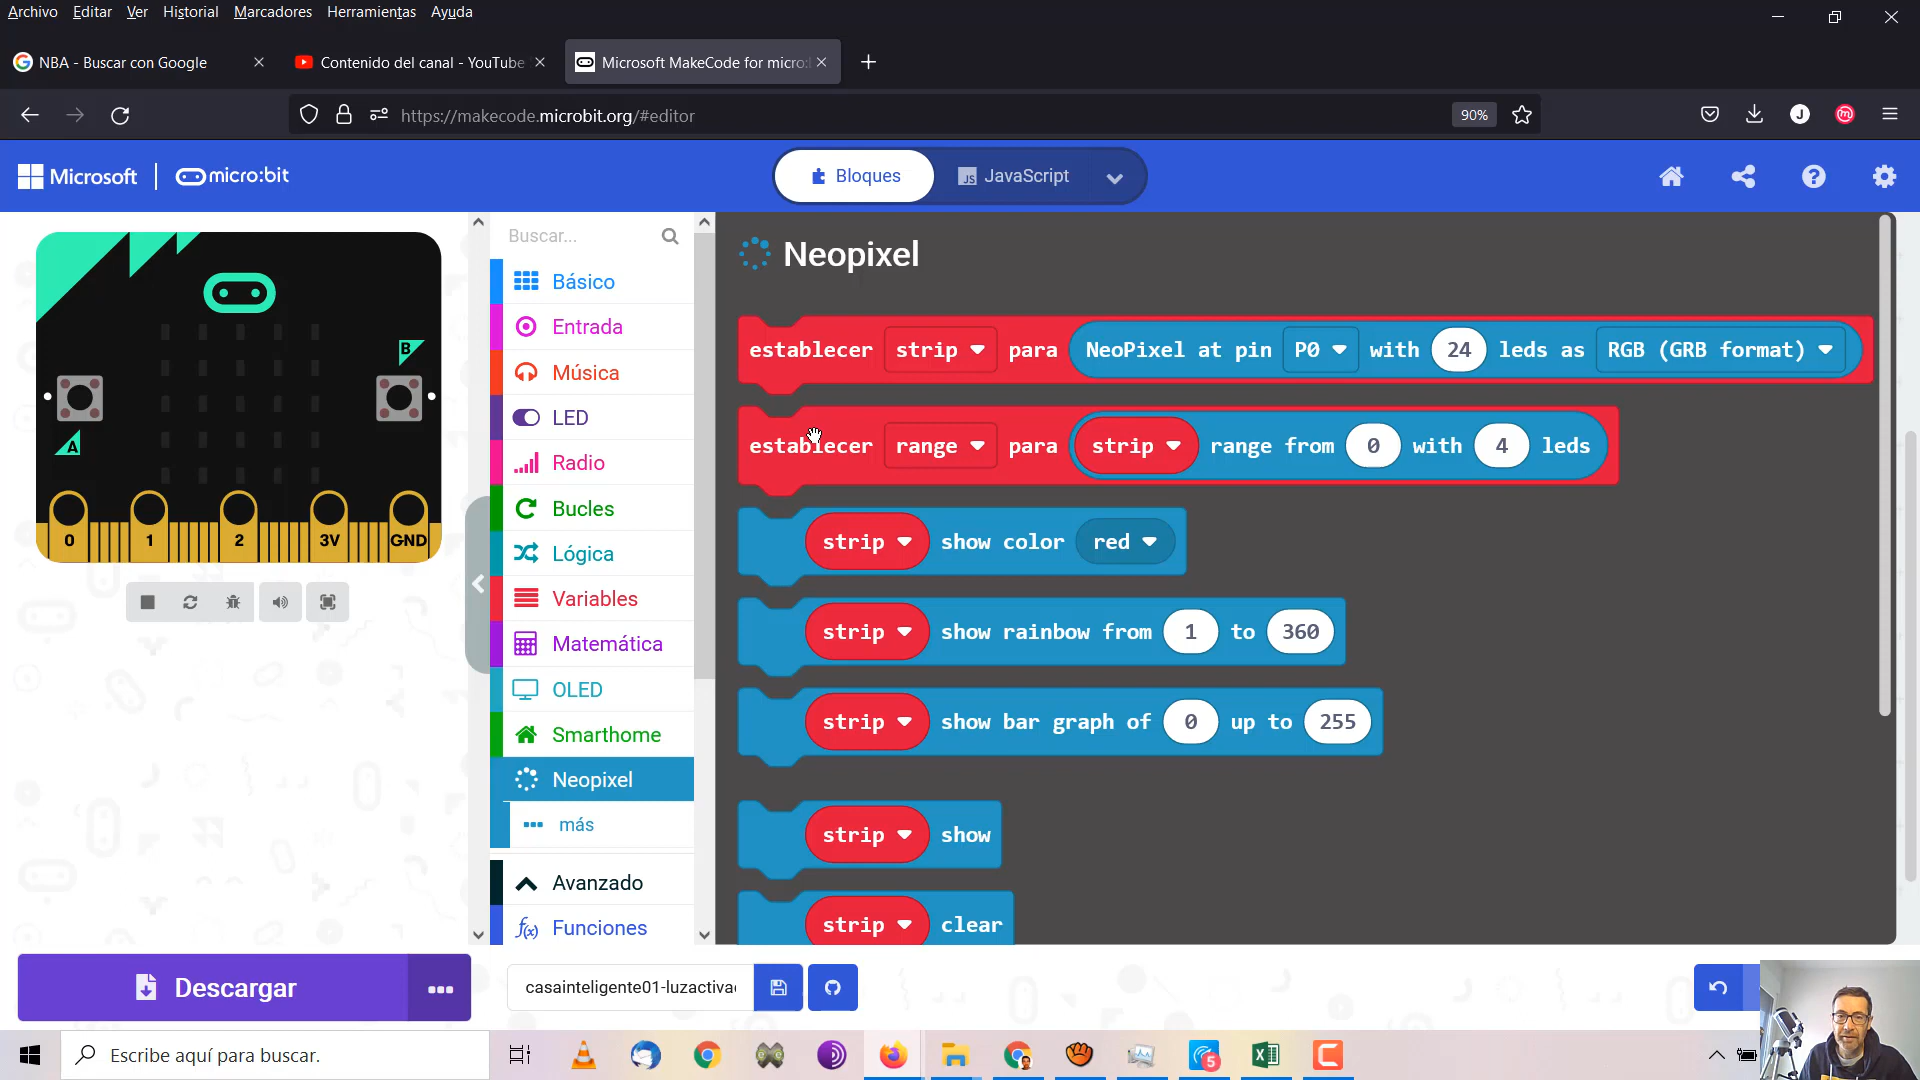 Archivo Editar Ver Historial Marcadores Herramientas Ayuda
NBA - Buscar con Google
Contenido del canal - YouTube
Microsoft MakeCode for micro:
https://makecode.microbit.org/#editor
90%
J
m
Microsoft
micro:bit
Bloques
JS JavaScript
?
B
A
0 1 2 3V GND
Buscar...
Básico
Entrada
Música
LED
Radio
Bucles
Lógica
Variables
Matemática
OLED
Smarthome
Neopixel
más
Avanzado
f(x) Funciones
Neopixel
establecer strip para NeoPixel at pin P0 with 24 leds as RGB (GRB format)
establecer range para strip range from 0 with 4 leds
strip show color red
strip show rainbow from 1 to 360
strip show bar graph of 0 up to 255
strip show
strip clear
Descargar
casainteligente01-luzactiva
Escribe aquí para buscar.
5